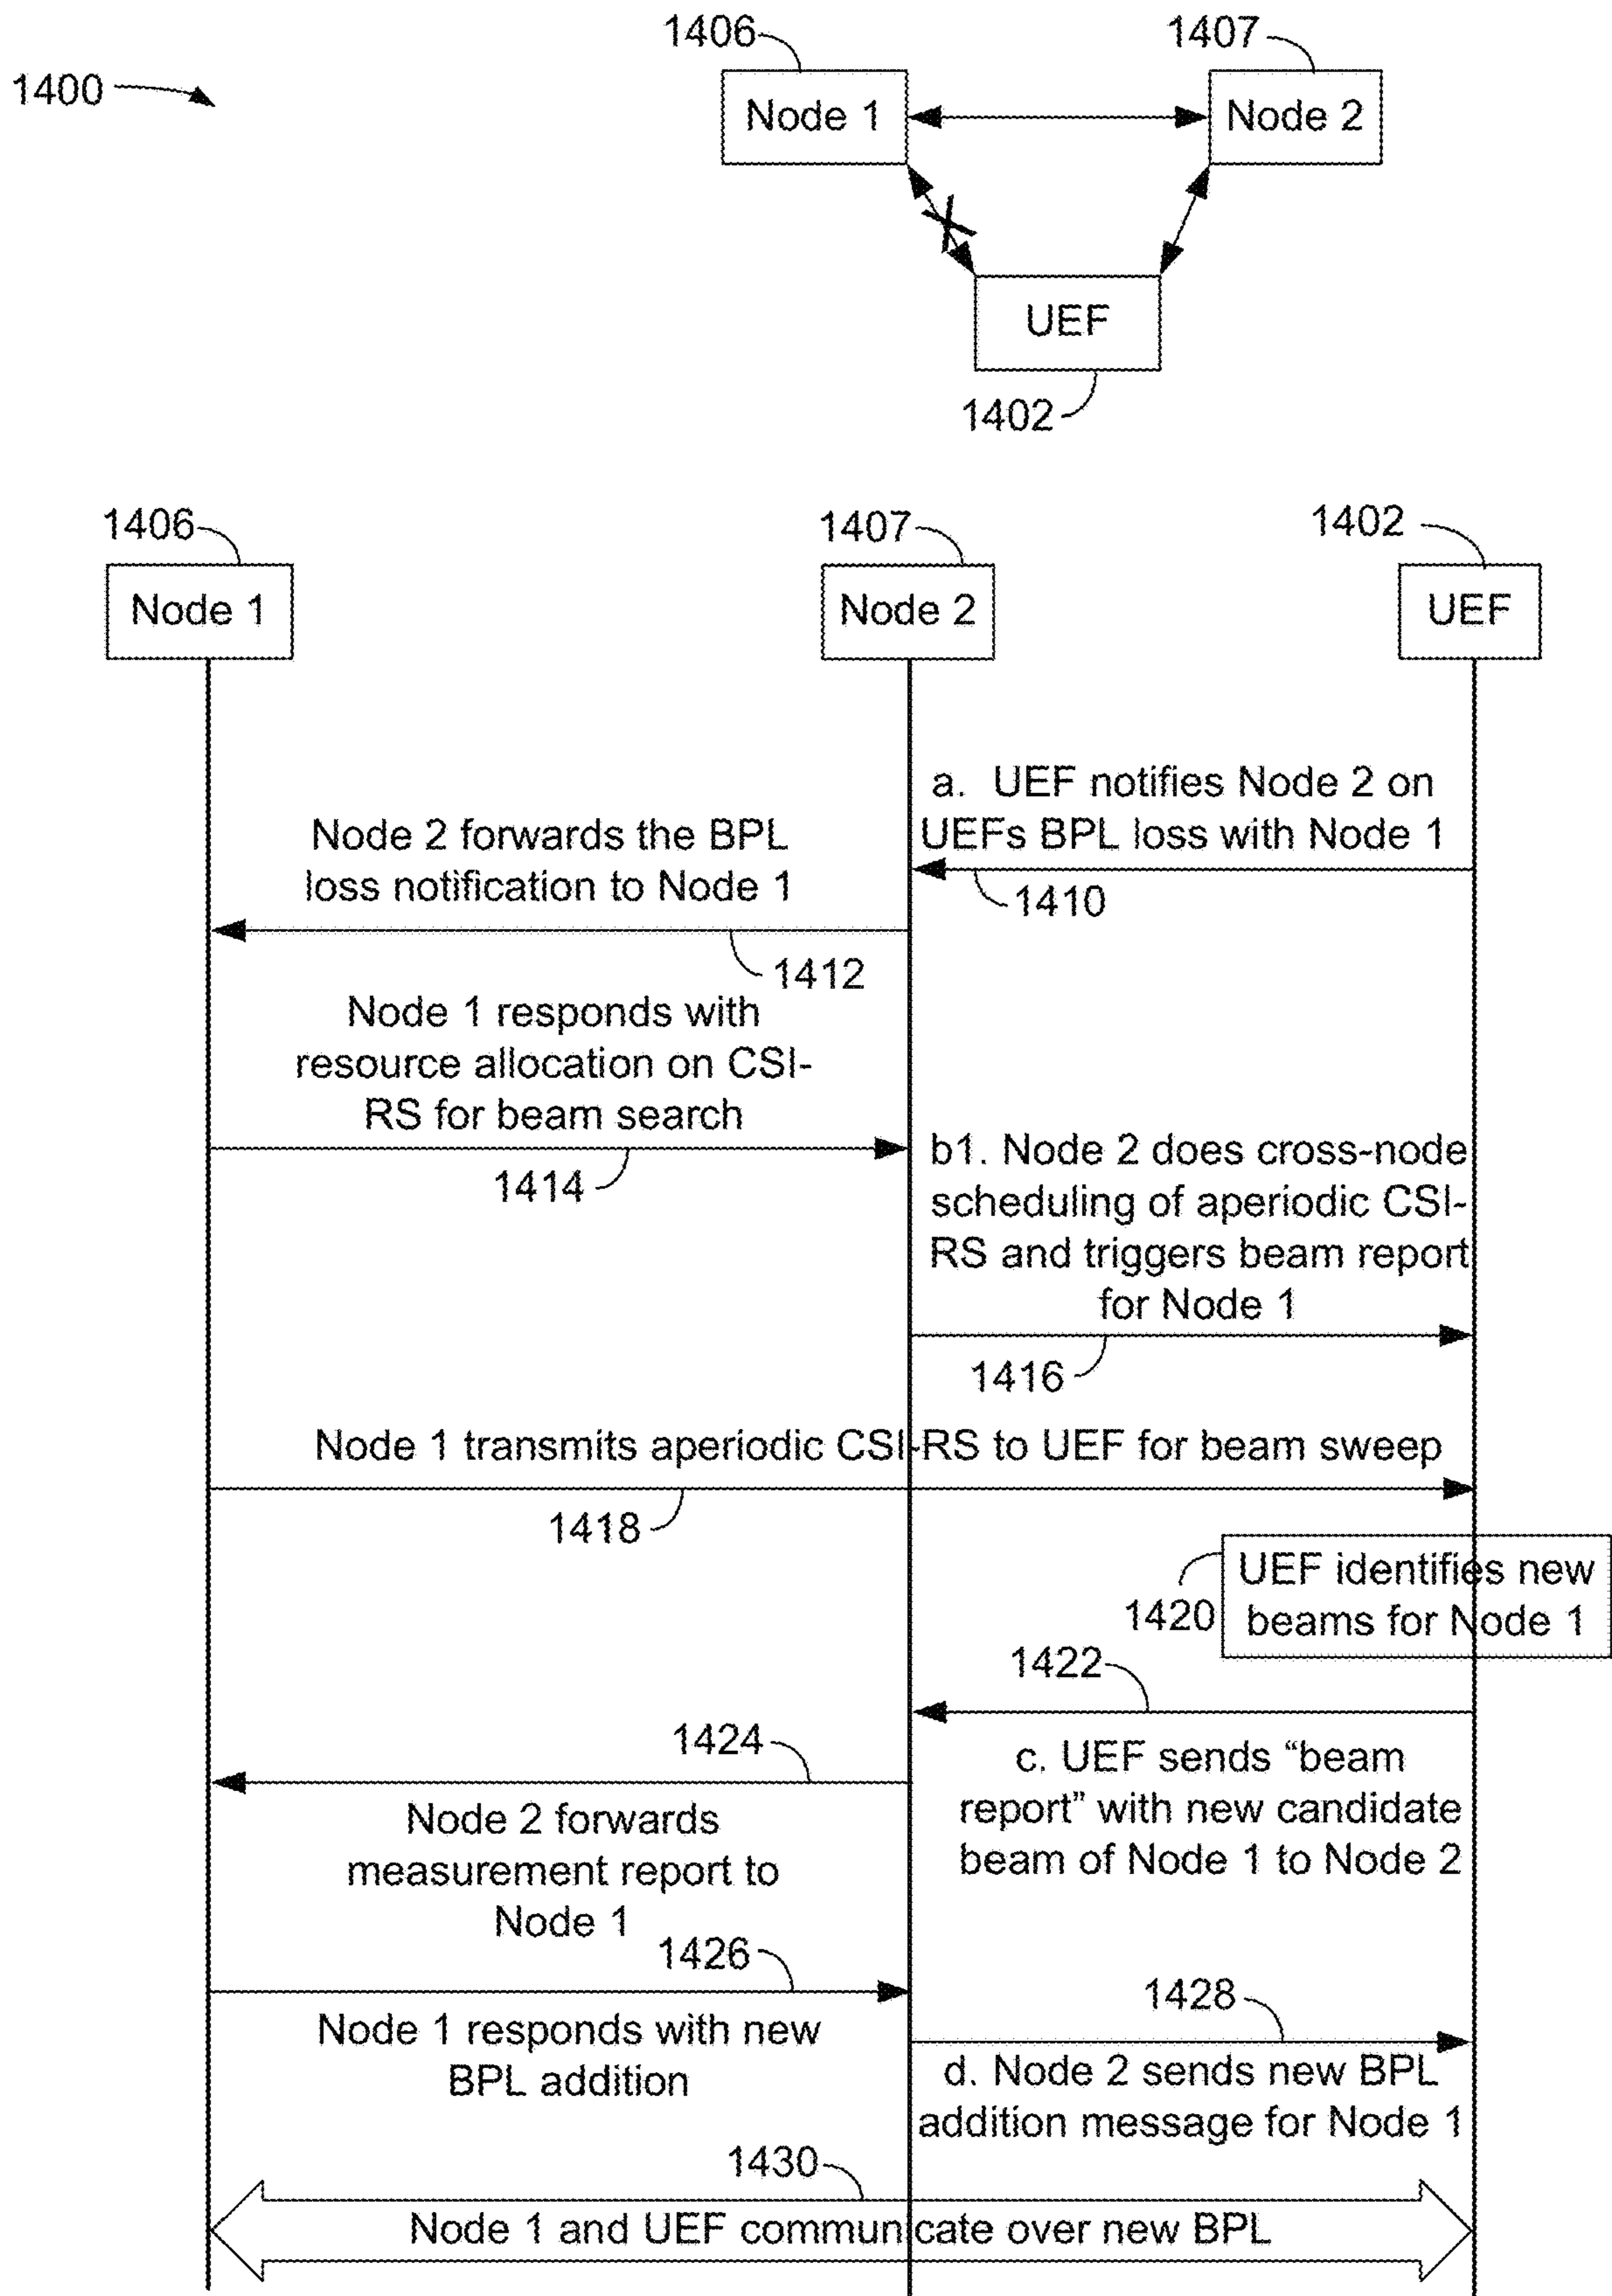 1406
1407
1400
Node 1
Node 2
X
UEF
1402
1406
1407
1402
Node 1
Node 2
UEF
a. UEF notifies Node 2 on
UEFs BPL loss with Node 1
1410
Node 2 forwards the BPL
loss notification to Node 1
1412
Node 1 responds with
resource allocation on CSI-
RS for beam search
1414
b1. Node 2 does cross-node
scheduling of aperiodic CSI-
RS and triggers beam report
for Node 1
1416
Node 1 transmits aperiodic CSI-RS to UEF for beam sweep
1418
UEF identifies new
beams for Node 1
1420
1422
c. UEF sends “beam
report” with new candidate
beam of Node 1 to Node 2
1424
Node 2 forwards
measurement report to
Node 1
1426
Node 1 responds with new
BPL addition
1428
d. Node 2 sends new BPL
addition message for Node 1
1430
Node 1 and UEF communicate over new BPL